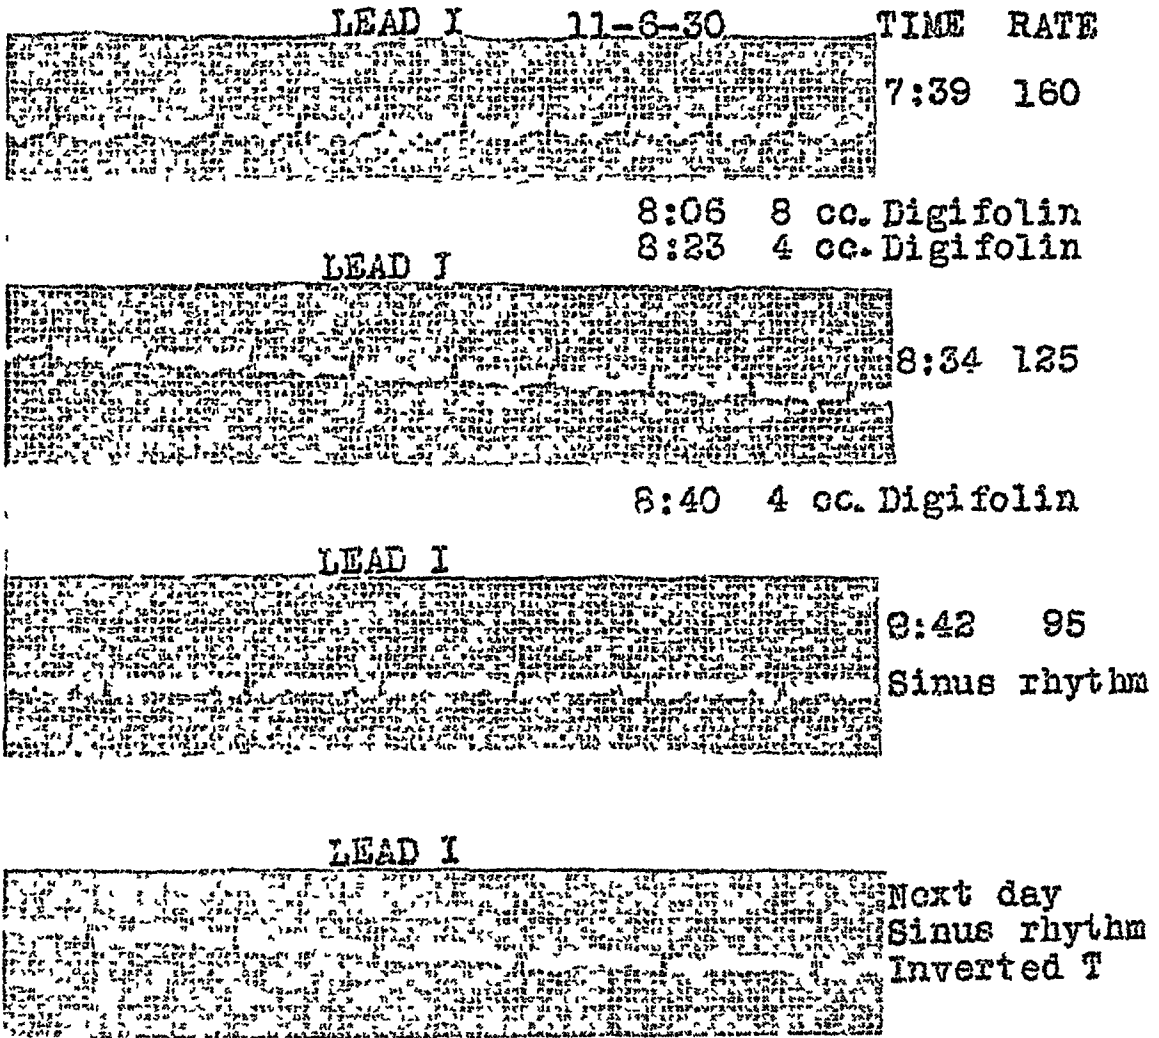 LEAD I 11-6-30 TIME RATE
7:39 160
8:06 8 cc. Digifolin
8:23 4 cc. Digifolin
LEAD I
8:34 125
8:40 4 cc. Digifolin
LEAD I
8:42 95
Sinus rhythm
LEAD I
Next day
Sinus rhythm
Inverted T